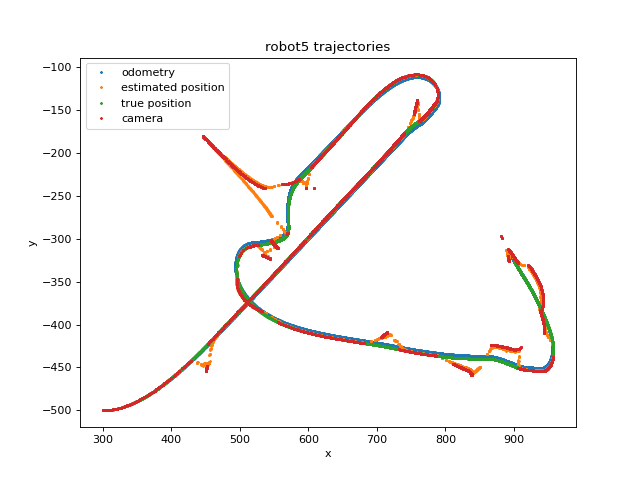 robot5 trajectories
odometry
estimated position
true position
camera
−100
−150
−200
−250
−300
−350
−400
−450
−500
y
300 400 500 600 700 800 900
x